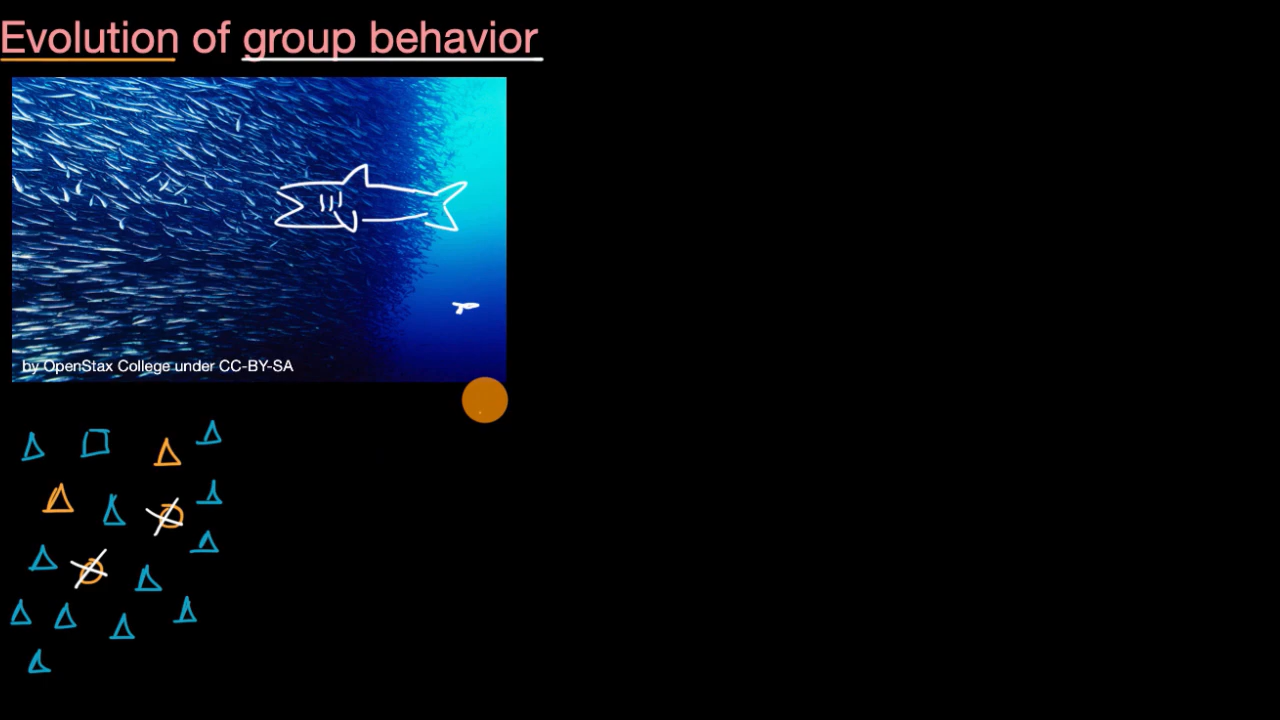 Evolution of group behavior
by OpenStax College under CC-BY-SA